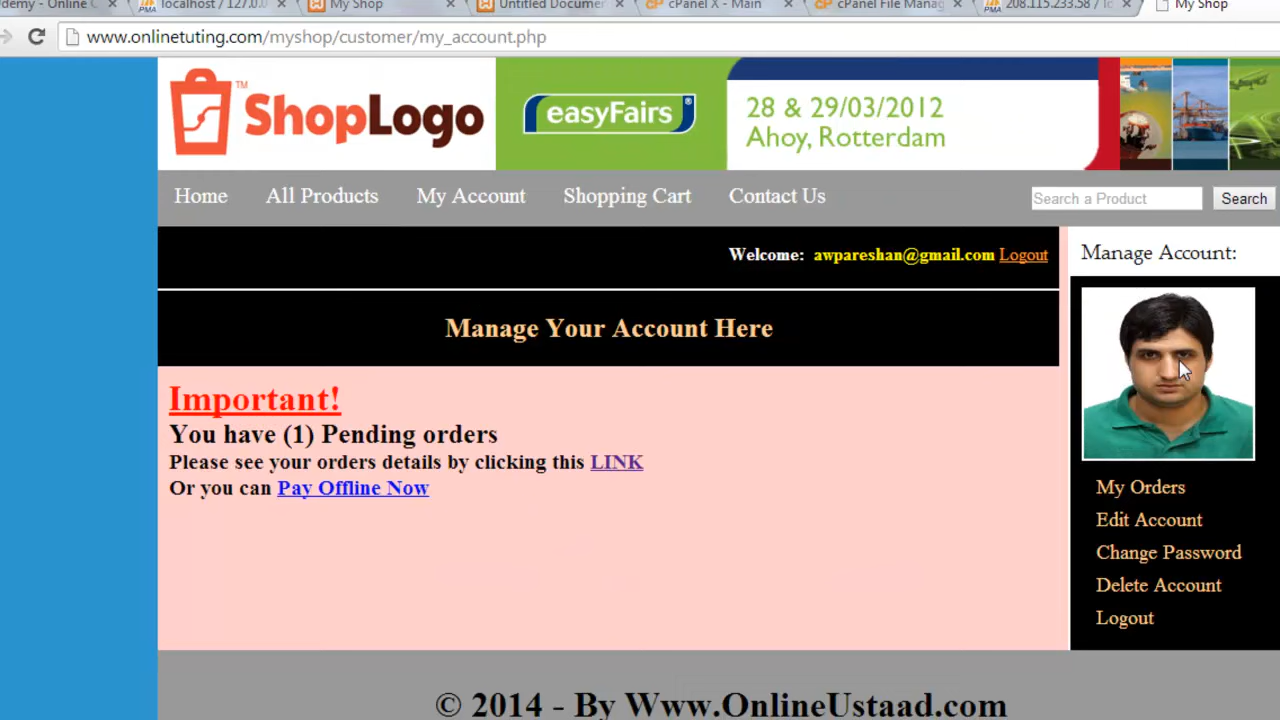 demy - Online C
localhost / 127.0.0
My Shop
Untitled Documen
cPanel X - Main
cPanel File Manag
208.115.233.58 / lo
My Shop
www.onlinetuting.com/myshop/customer/my_account.php
ShopLogo™
easyFairs®
28 & 29/03/2012
Ahoy, Rotterdam
Home All Products My Account Shopping Cart Contact Us Search a Product Search
Welcome: awpareshan@gmail.com Logout
Manage Your Account Here
Important!
You have (1) Pending orders
Please see your orders details by clicking this LINK
Or you can Pay Offline Now
Manage Account:
My Orders
Edit Account
Change Password
Delete Account
Logout
© 2014 - By Www.OnlineUstaad.com